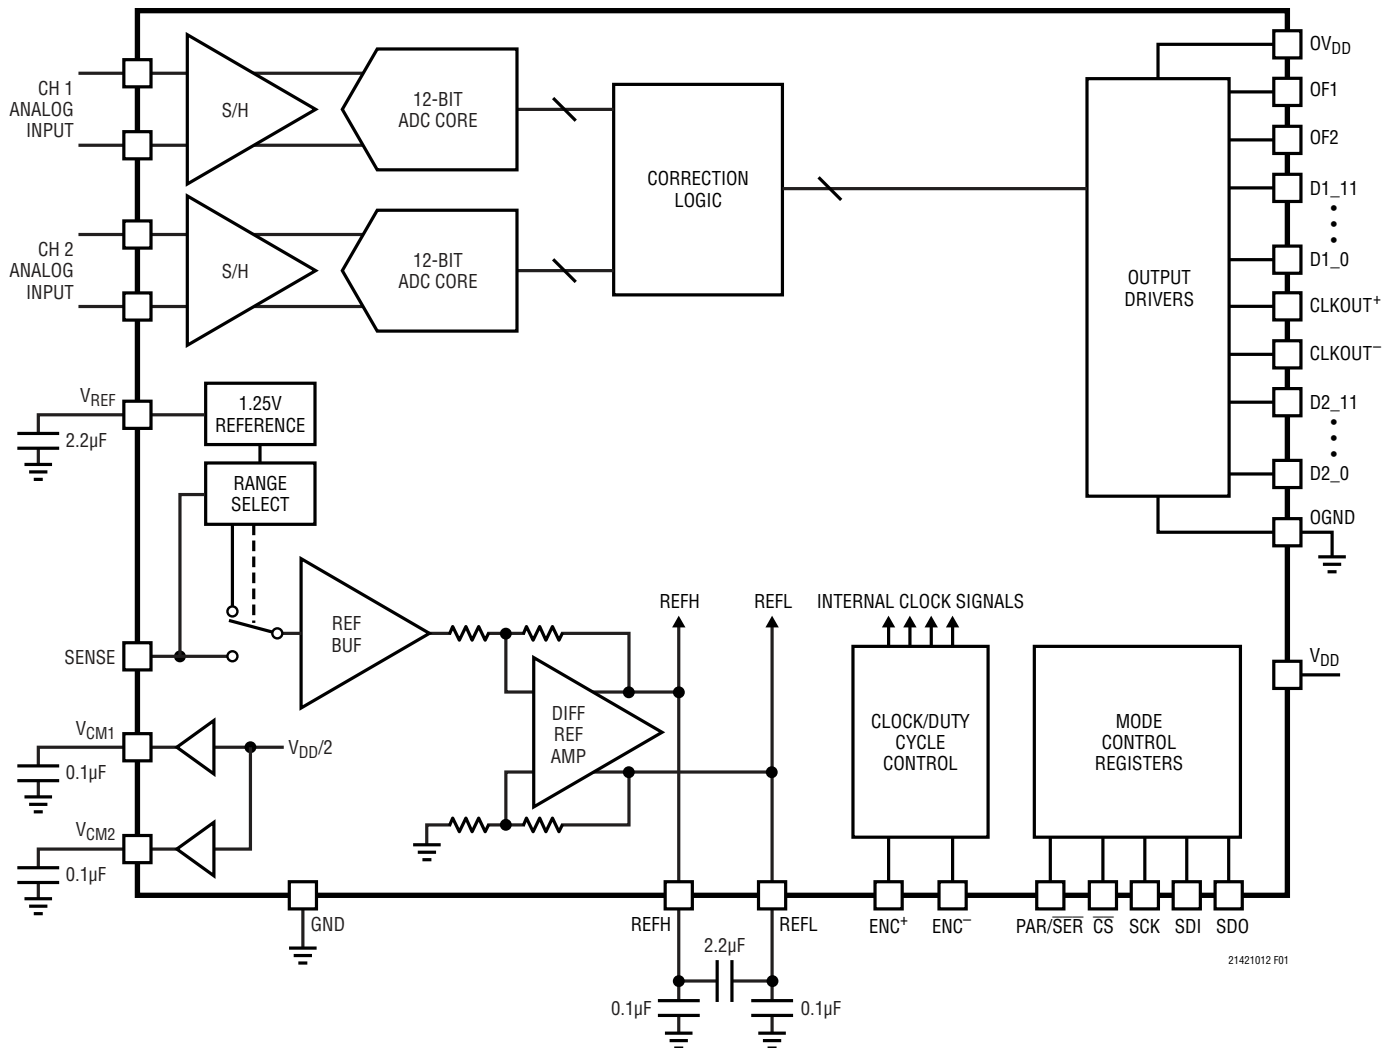 CH 1
ANALOG
INPUT
S/H
12-BIT
ADC CORE
CH 2
ANALOG
INPUT
S/H
12-BIT
ADC CORE
CORRECTION
LOGIC
OUTPUT
DRIVERS
OVDD
OF1
OF2
D1_11
D1_0
CLKOUT+
CLKOUT–
D2_11
D2_0
OGND
VDD
VREF
2.2µF
1.25V
REFERENCE
RANGE
SELECT
SENSE
REF
BUF
VCM1
0.1µF
VDD/2
VCM2
0.1µF
DIFF
REF
AMP
REFH
REFL
INTERNAL CLOCK SIGNALS
CLOCK/DUTY
CYCLE
CONTROL
MODE
CONTROL
REGISTERS
GND
REFH
REFL
2.2µF
0.1µF
0.1µF
ENC+
ENC–
PAR/SER
CS
SCK
SDI
SDO
21421012 F01